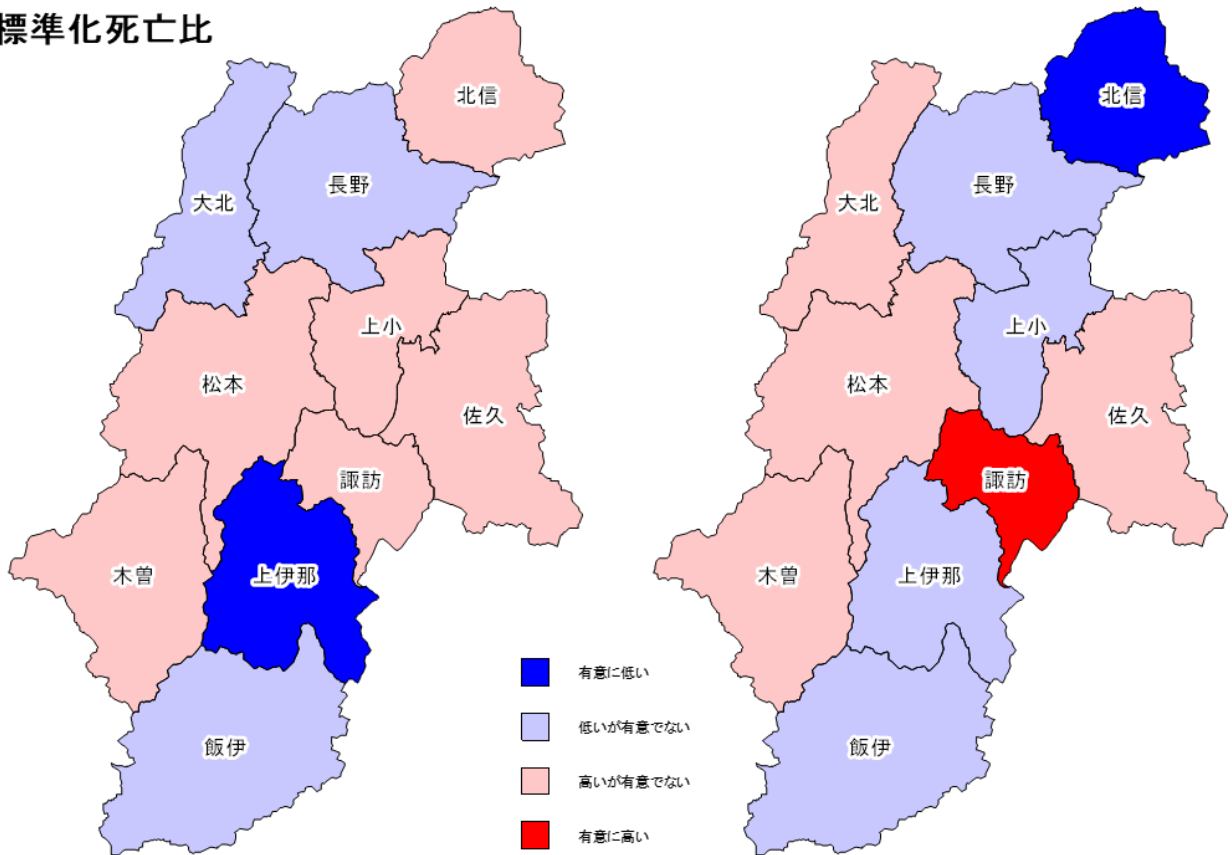 標準化死亡比
北信
長野
大北
上小
松本
佐久
諏訪
木曽
上伊那
飯伊
北信
長野
大北
上小
松本
佐久
諏訪
木曽
上伊那
飯伊
有意に低い
低いが有意でない
高いが有意でない
有意に高い